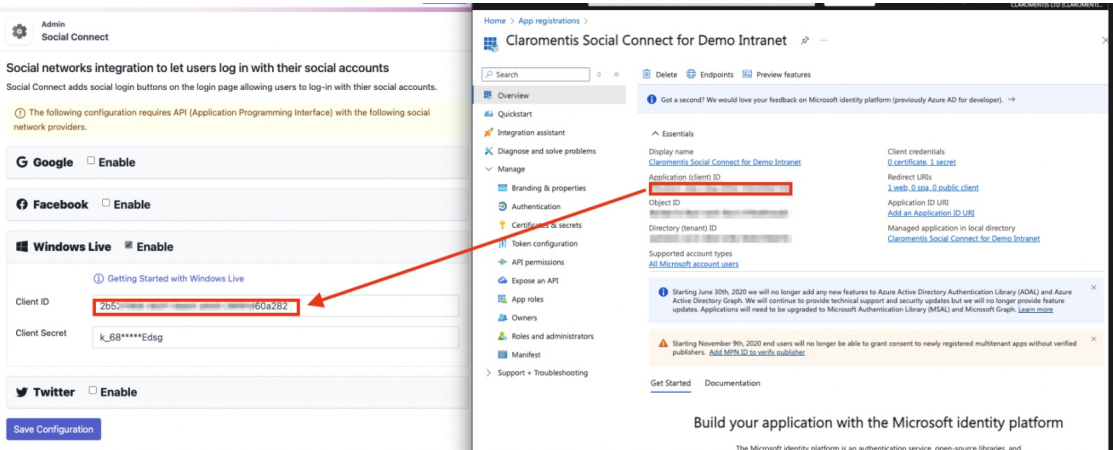 Admin
Social Connect
Social networks integration to let users log in with their social accounts
Social Connect adds social login buttons on the login page allowing users to log-in with thier social accounts.
The following configuration requires API (Application Programming Interface) with the following social
network providers.
Google Enable
Facebook Enable
Windows Live Enable
Getting Started with Windows Live
Client ID
2b52 60a282
Client Secret
k_68*****Edsg
Twitter Enable
Save Configuration
Home > App registrations >
Claromentis Social Connect for Demo Intranet
Search
Delete Endpoints Preview features
Overview
Quickstart
Integration assistant
Diagnose and solve problems
Manage
Branding & properties
Authentication
Certificates & secrets
Token configuration
API permissions
Expose an API
App roles
Owners
Roles and administrators
Manifest
Support + Troubleshooting
Got a second? We would love your feedback on Microsoft identity platform (previously Azure AD for developer). →
Essentials
Display name
Claromentis Social Connect for Demo Intranet
Application (client) ID
Object ID
Directory (tenant) ID
Supported account types
All Microsoft account users
Client credentials
0 certificate, 1 secret
Redirect URIs
1 web, 0 spa, 0 public client
Application ID URI
Add an Application ID URI
Managed application in local directory
Claromentis Social Connect for Demo Intranet
Starting June 30th, 2020 we will no longer add any new features to Azure Active Directory Authentication Library (ADAL) and Azure
Active Directory Graph. We will continue to provide technical support and security updates but we will no longer provide feature
updates. Applications will need to be upgraded to Microsoft Authentication Library (MSAL) and Microsoft Graph. Learn more
Starting November 9th, 2020 end users will no longer be able to grant consent to newly registered multitenant apps without verified
publishers. Add MPN ID to verify publisher
Get Started Documentation
Build your application with the Microsoft identity platform
The Microsoft identity platform is an authentication service, open-source libraries, and